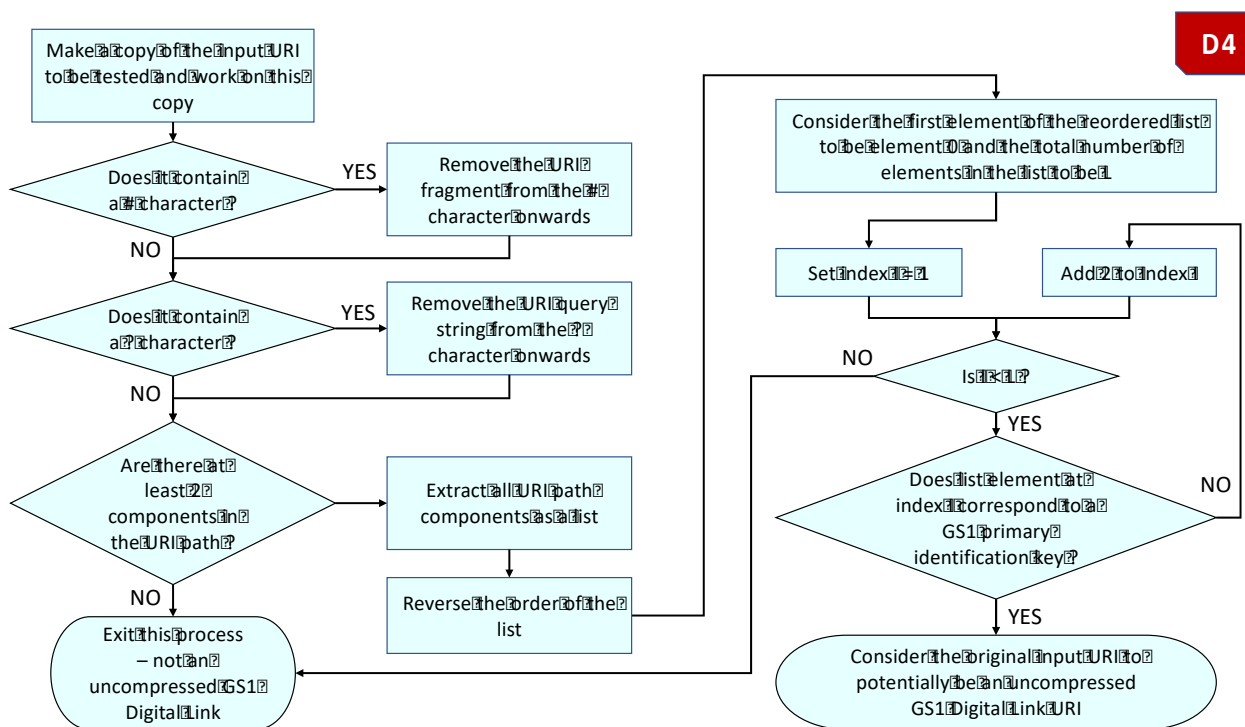 D4
Make a copy of the input URI
to be tested and work on this
copy
Does it contain
a # character ?
YES
Remove the URI
fragment from the #
character onwards
NO
Does it contain
a ? character ?
YES
Remove the URI query
string from the ?
character onwards
NO
Are there at
least 2
components in
the URI path ?
Extract all URI path
components as a list
Reverse the order of the
list
NO
Exit this process
– not an
uncompressed GS1
Digital Link
Consider the first element of the reordered list
to be element 0 and the total number of
elements in the list to be L
Set index i = 1
Add 2 to index i
NO
Is i < L ?
YES
Does list element at
index i correspond to a
GS1 primary
identification key ?
NO
YES
Consider the original input URI to
potentially be an uncompressed
GS1 Digital Link URI